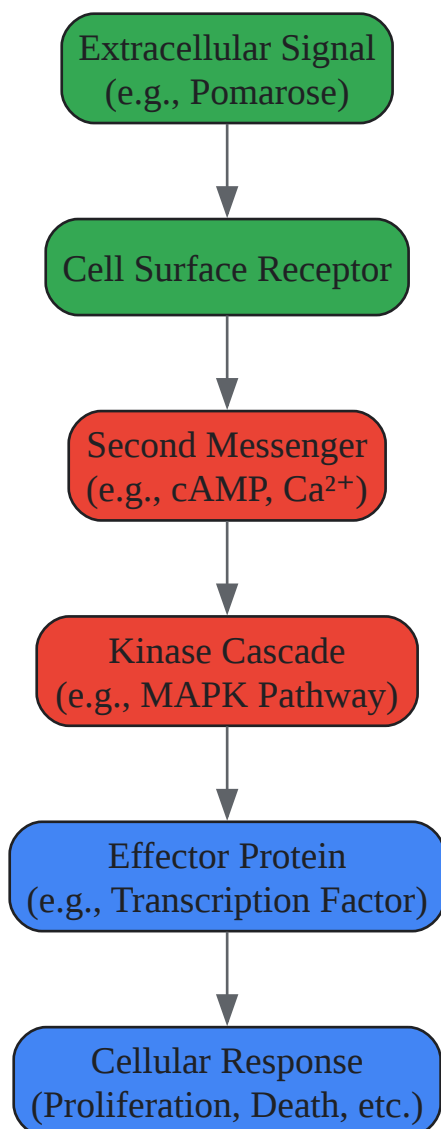 Extracellular Signal
(e.g., Pomarose)
Cell Surface Receptor
Second Messenger
(e.g., cAMP, Ca²⁺)
Kinase Cascade
(e.g., MAPK Pathway)
Effector Protein
(e.g., Transcription Factor)
Cellular Response
(Proliferation, Death, etc.)